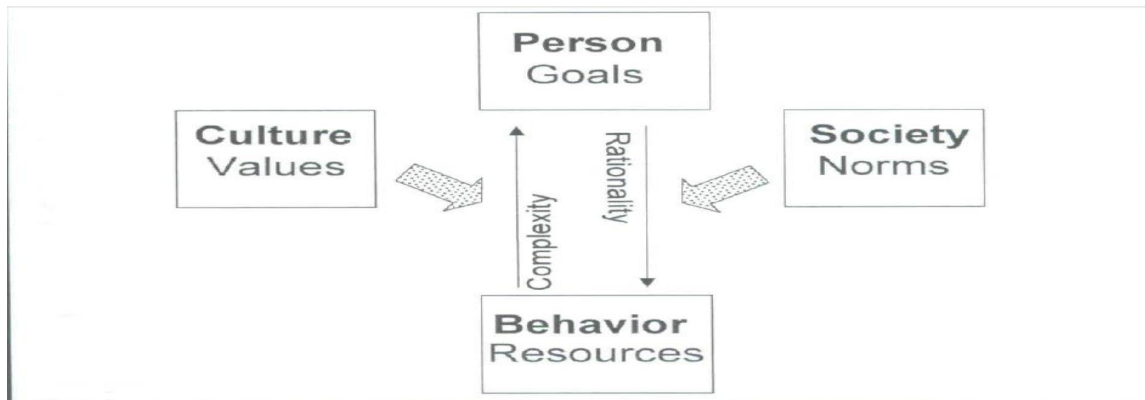 Person
Goals
Culture
Values
Society
Norms
Rationality
Complexity
Behavior
Resources